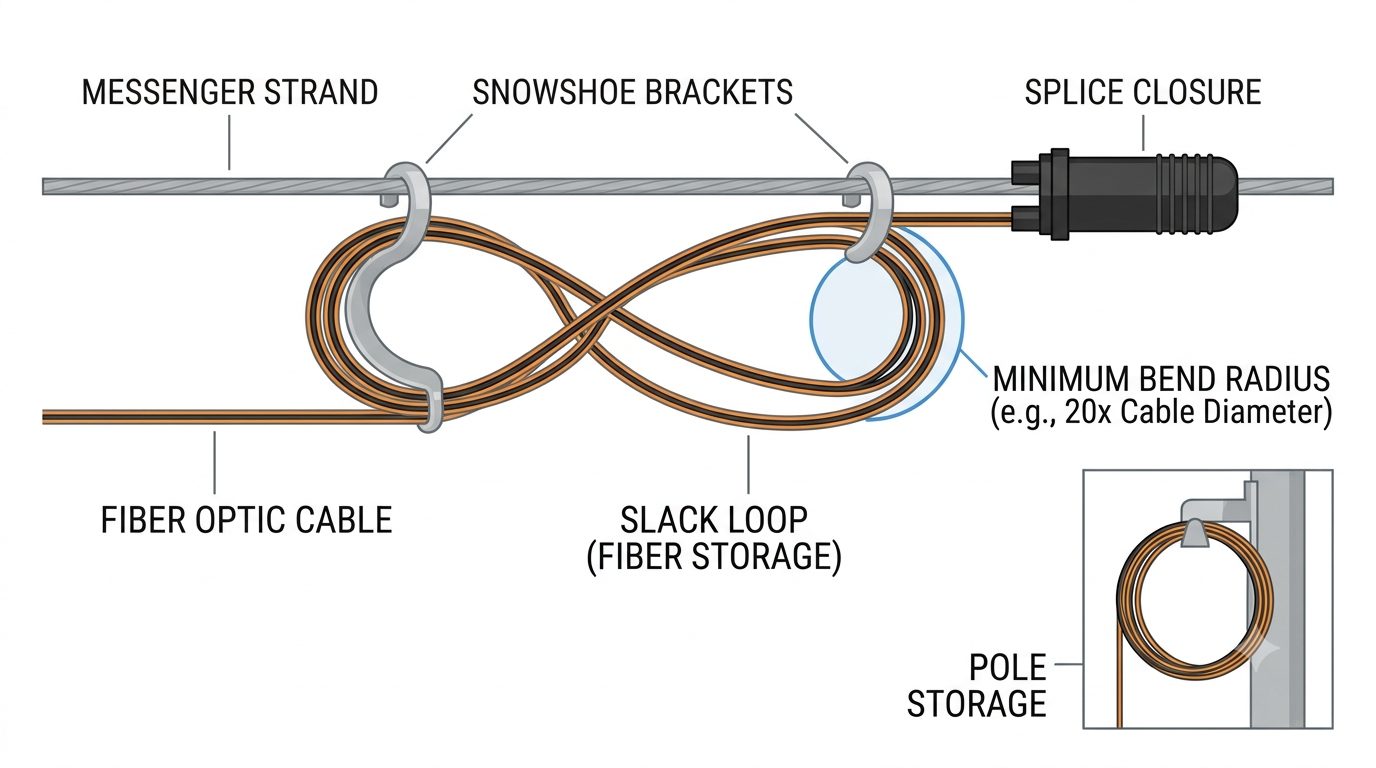 MESSENGER STRAND
SNOWSHOE BRACKETS
SPLICE CLOSURE
MINIMUM BEND RADIUS
(e.g., 20x Cable Diameter)
FIBER OPTIC CABLE
SLACK LOOP
(FIBER STORAGE)
POLE
STORAGE